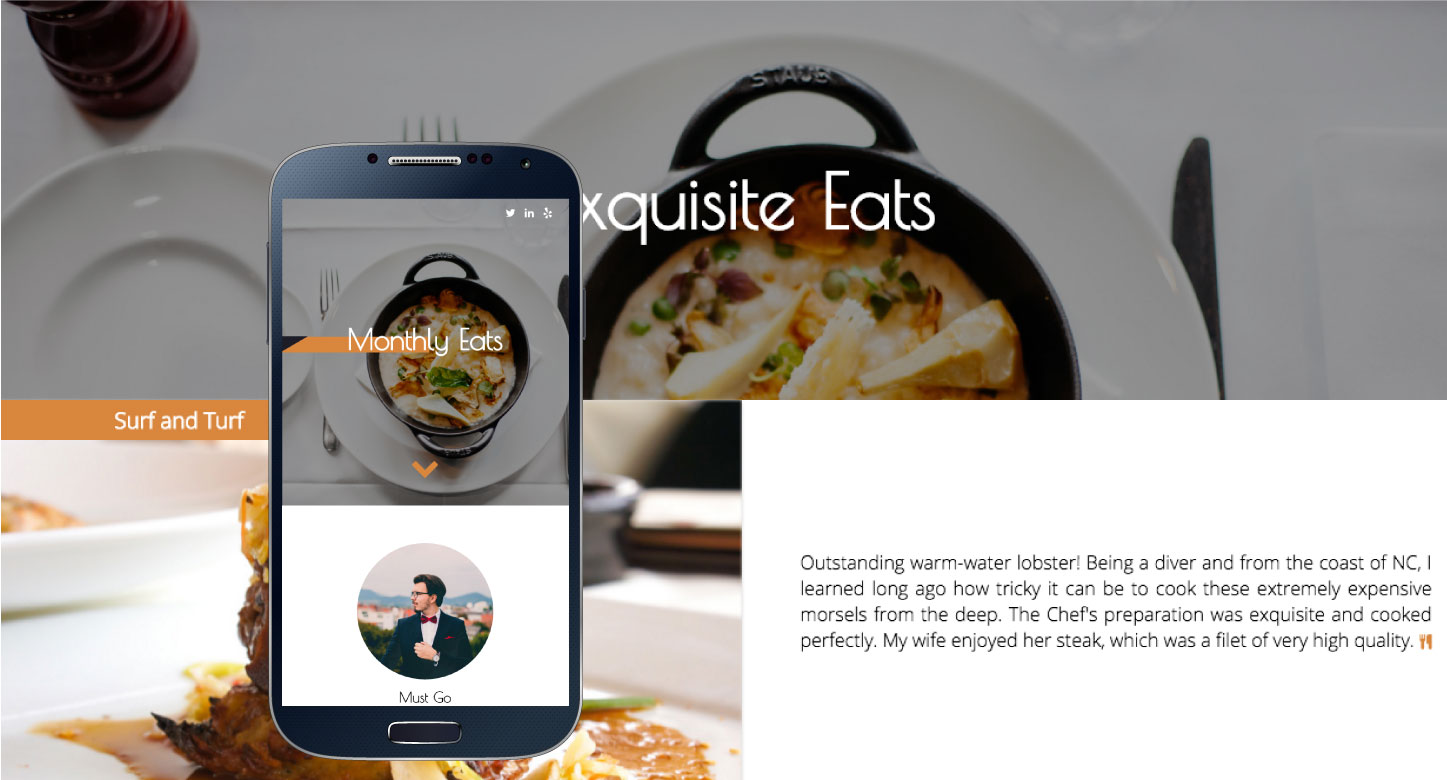 STAUB
xquisite Eats
Monthly Eats
Surf and Turf
Outstanding warm-water lobster! Being a diver and from the coast of NC, I
learned long ago how tricky it can be to cook these extremely expensive
morsels from the deep. The Chef's preparation was exquisite and cooked
perfectly. My wife enjoyed her steak, which was a filet of very high quality.
Must Go